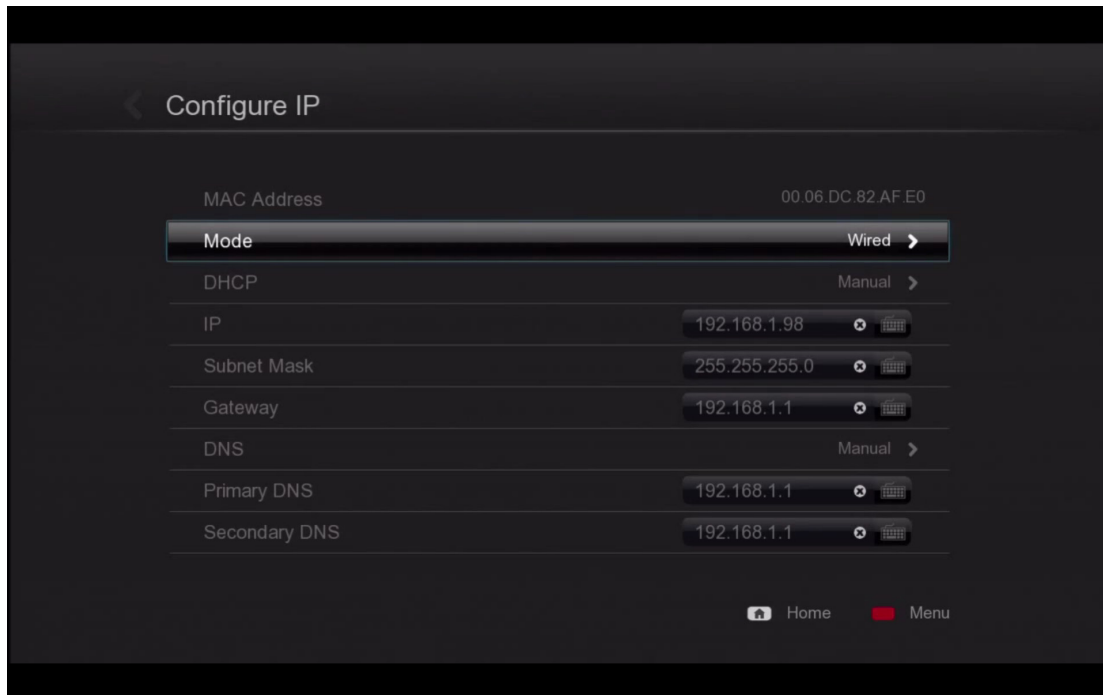 Configure IP
MAC Address 00.06.DC.82.AF.E0
Mode Wired
DHCP Manual
IP 192.168.1.98
Subnet Mask 255.255.255.0
Gateway 192.168.1.1
DNS Manual
Primary DNS 192.168.1.1
Secondary DNS 192.168.1.1
Home Menu